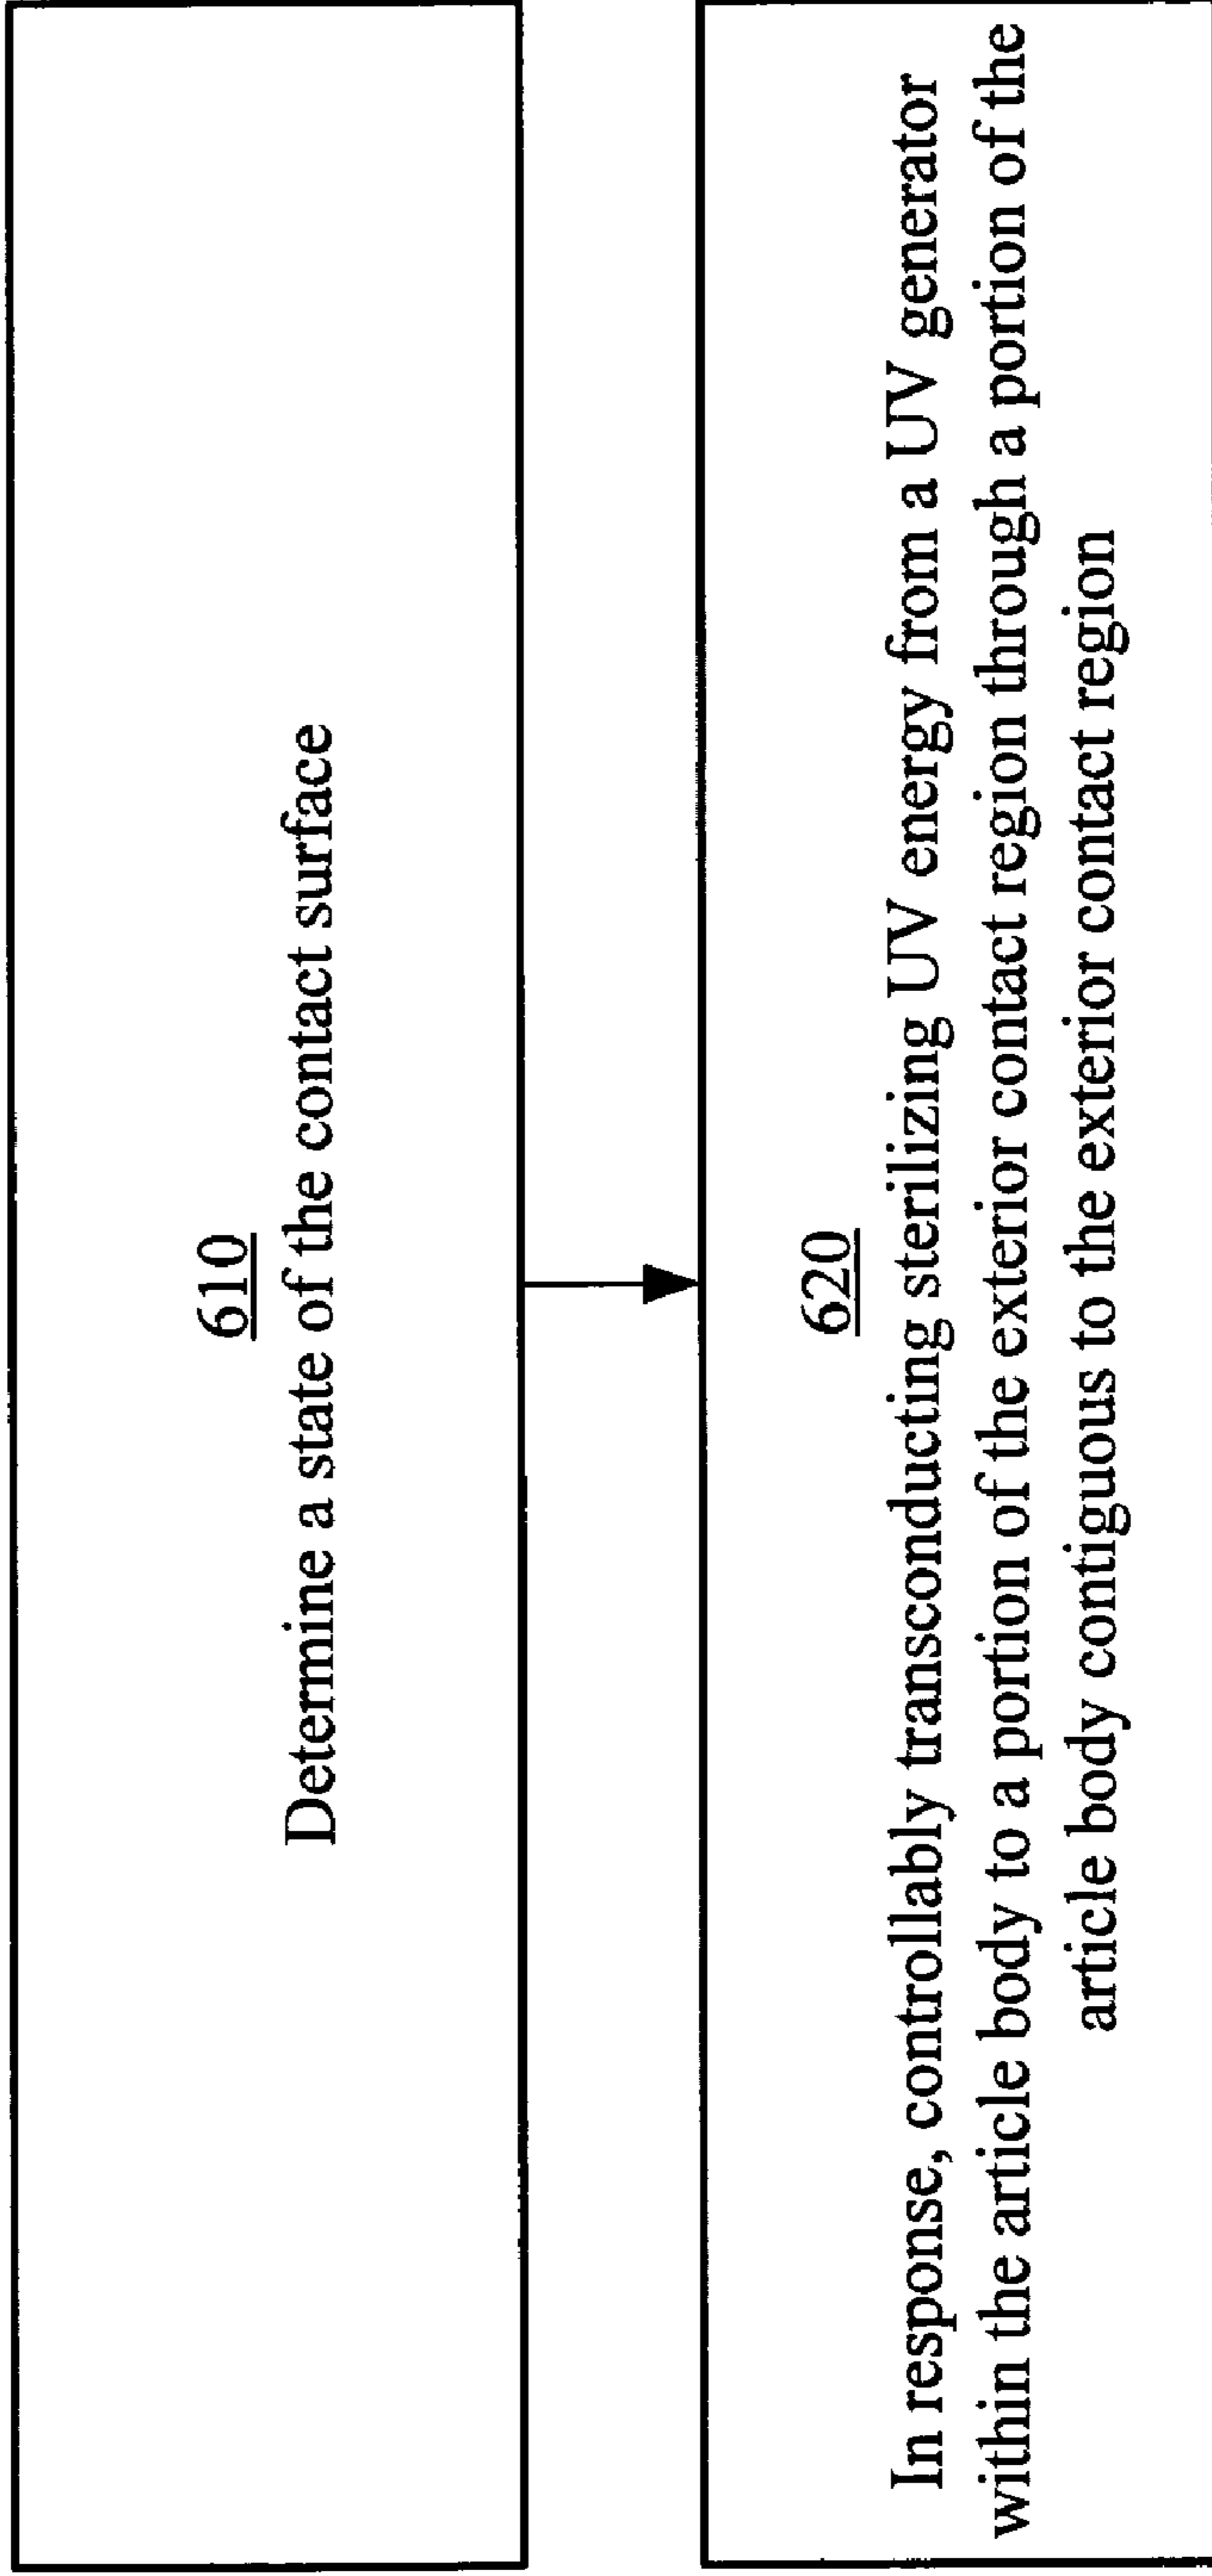 610
Determine a state of the contact surface
620
In response, controllably transconducting sterilizing UV energy from a UV generator
within the article body to a portion of the exterior contact region through a portion of the
article body contiguous to the exterior contact region